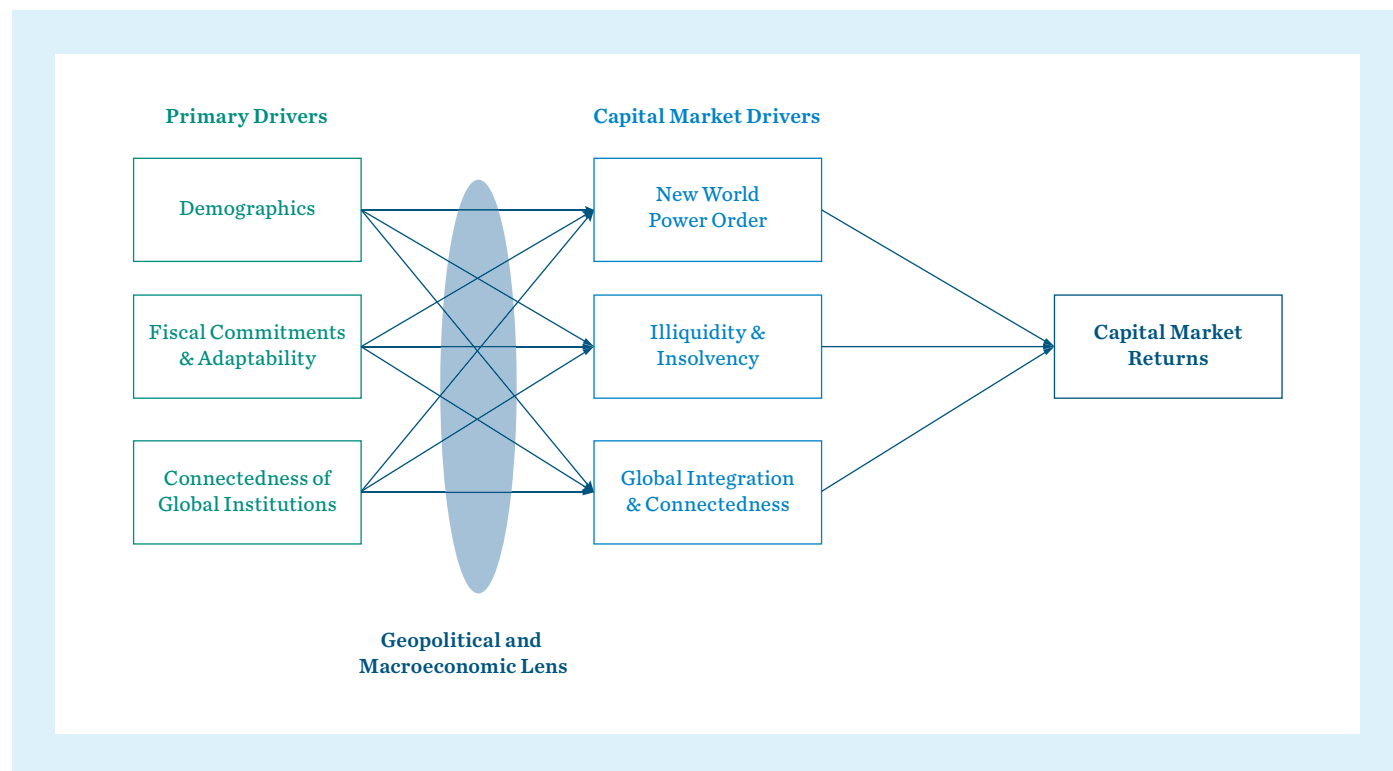 Primary Drivers
Capital Market Drivers
Demographics
New World
Power Order
Fiscal Commitments
& Adaptability
Illiquidity &
Insolvency
Capital Market
Returns
Connectedness of
Global Institutions
Global Integration
& Connectedness
Geopolitical and
Macroeconomic Lens